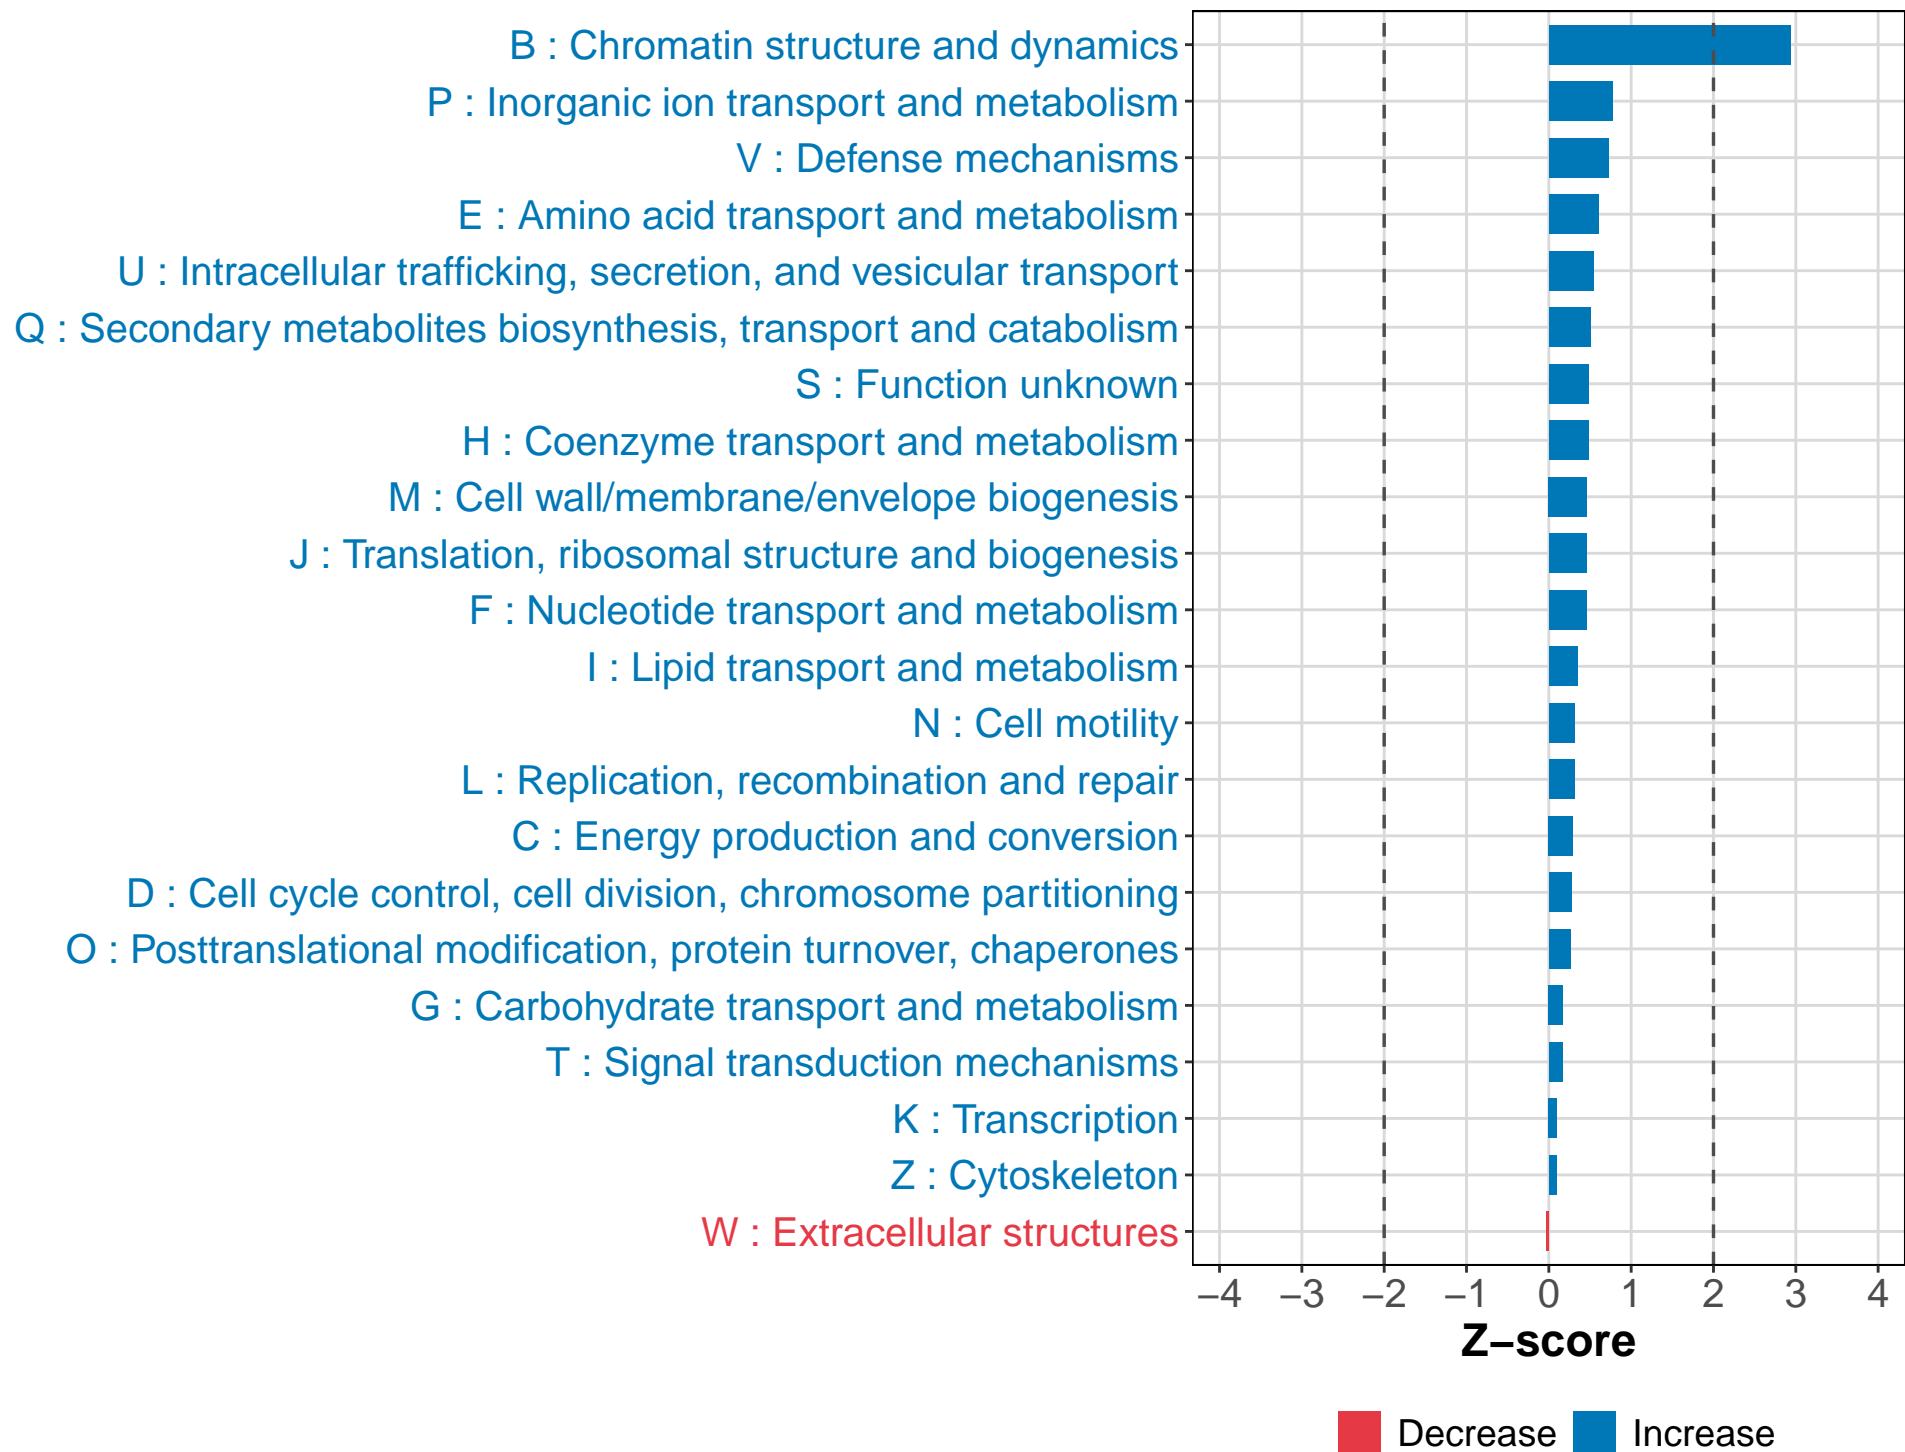 B : Chromatin structure and dynamics
P : Inorganic ion transport and metabolism
V : Defense mechanisms
E : Amino acid transport and metabolism
U : Intracellular trafficking, secretion, and vesicular transport
Q : Secondary metabolites biosynthesis, transport and catabolism
S : Function unknown
H : Coenzyme transport and metabolism
M : Cell wall/membrane/envelope biogenesis
J : Translation, ribosomal structure and biogenesis
F : Nucleotide transport and metabolism
I : Lipid transport and metabolism
N : Cell motility
L : Replication, recombination and repair
C : Energy production and conversion
D : Cell cycle control, cell division, chromosome partitioning
O : Posttranslational modification, protein turnover, chaperones
G : Carbohydrate transport and metabolism
T : Signal transduction mechanisms
K : Transcription
Z : Cytoskeleton
W : Extracellular structures
−4 −3 −2 −1 0 1 2 3 4
Z−score
Decrease Increase